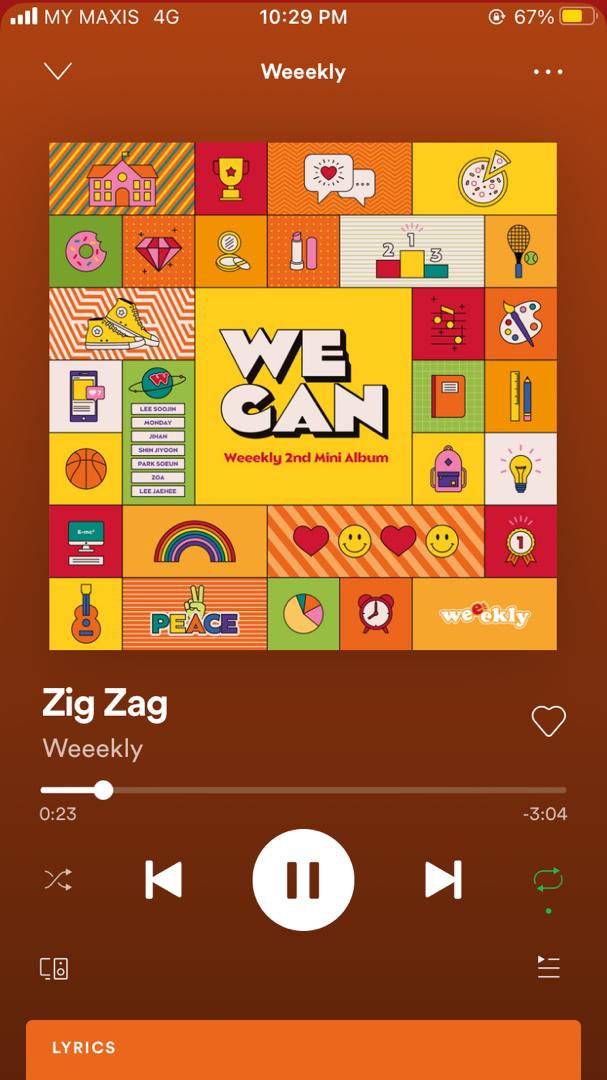 MY MAXIS 4G 10:29 PM 67%
Weeekly
1
2 3
WE
CAN
W
LEE SOOJIN
MONDAY
JIHAN
SHIN JIYOON
PARK SOEUN
ZOA
LEE JAEHEE
Weeekly 2nd Mini Album
E=mc²
1
PEACE
weeekly
Zig Zag
Weeekly
0:23 -3:04
LYRICS